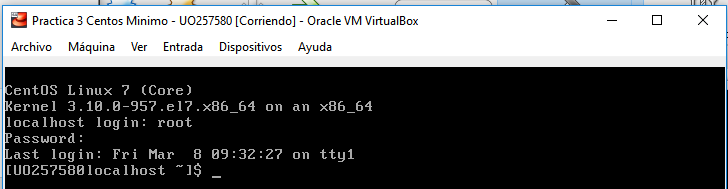 Practica 3 Centos Minimo - UO257580 [Corriendo] - Oracle VM VirtualBox
Archivo Máquina Ver Entrada Dispositivos Ayuda
CentOS Linux 7 (Core)
Kernel 3.10.0-957.el7.x86_64 on an x86_64
localhost login: root
Password:
Last login: Fri Mar  8 09:32:27 on tty1
[UO257580localhost ~]$ _